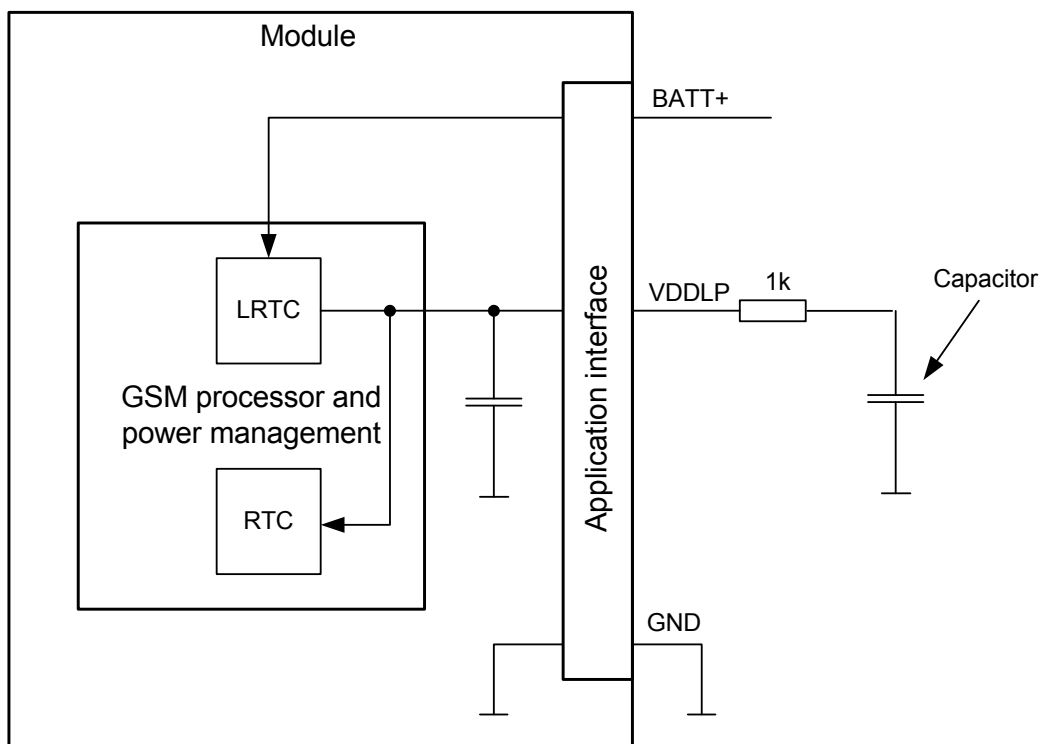 Module
BATT+
LRTC
VDDLP
1k
Capacitor
GSM processor and
power management
Application interface
RTC
GND